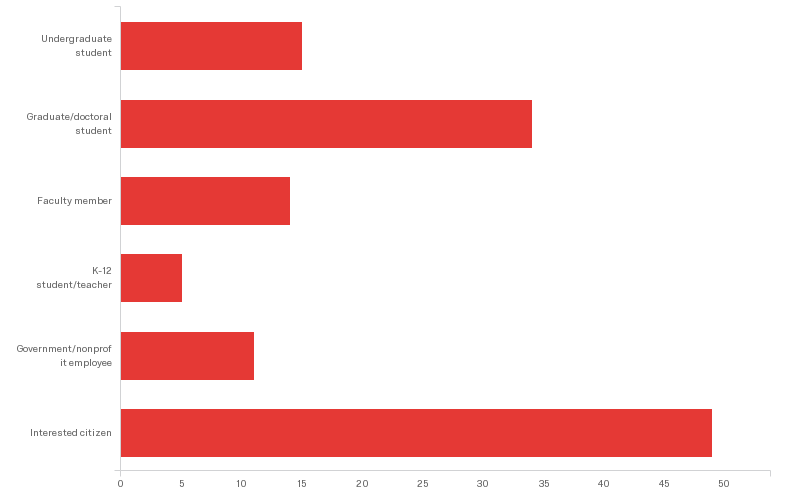 Undergraduate
student
Graduate/doctoral
student
Faculty member
K-12
student/teacher
Government/nonprof
it employee
Interested citizen
0 5 10 15 20 25 30 35 40 45 50